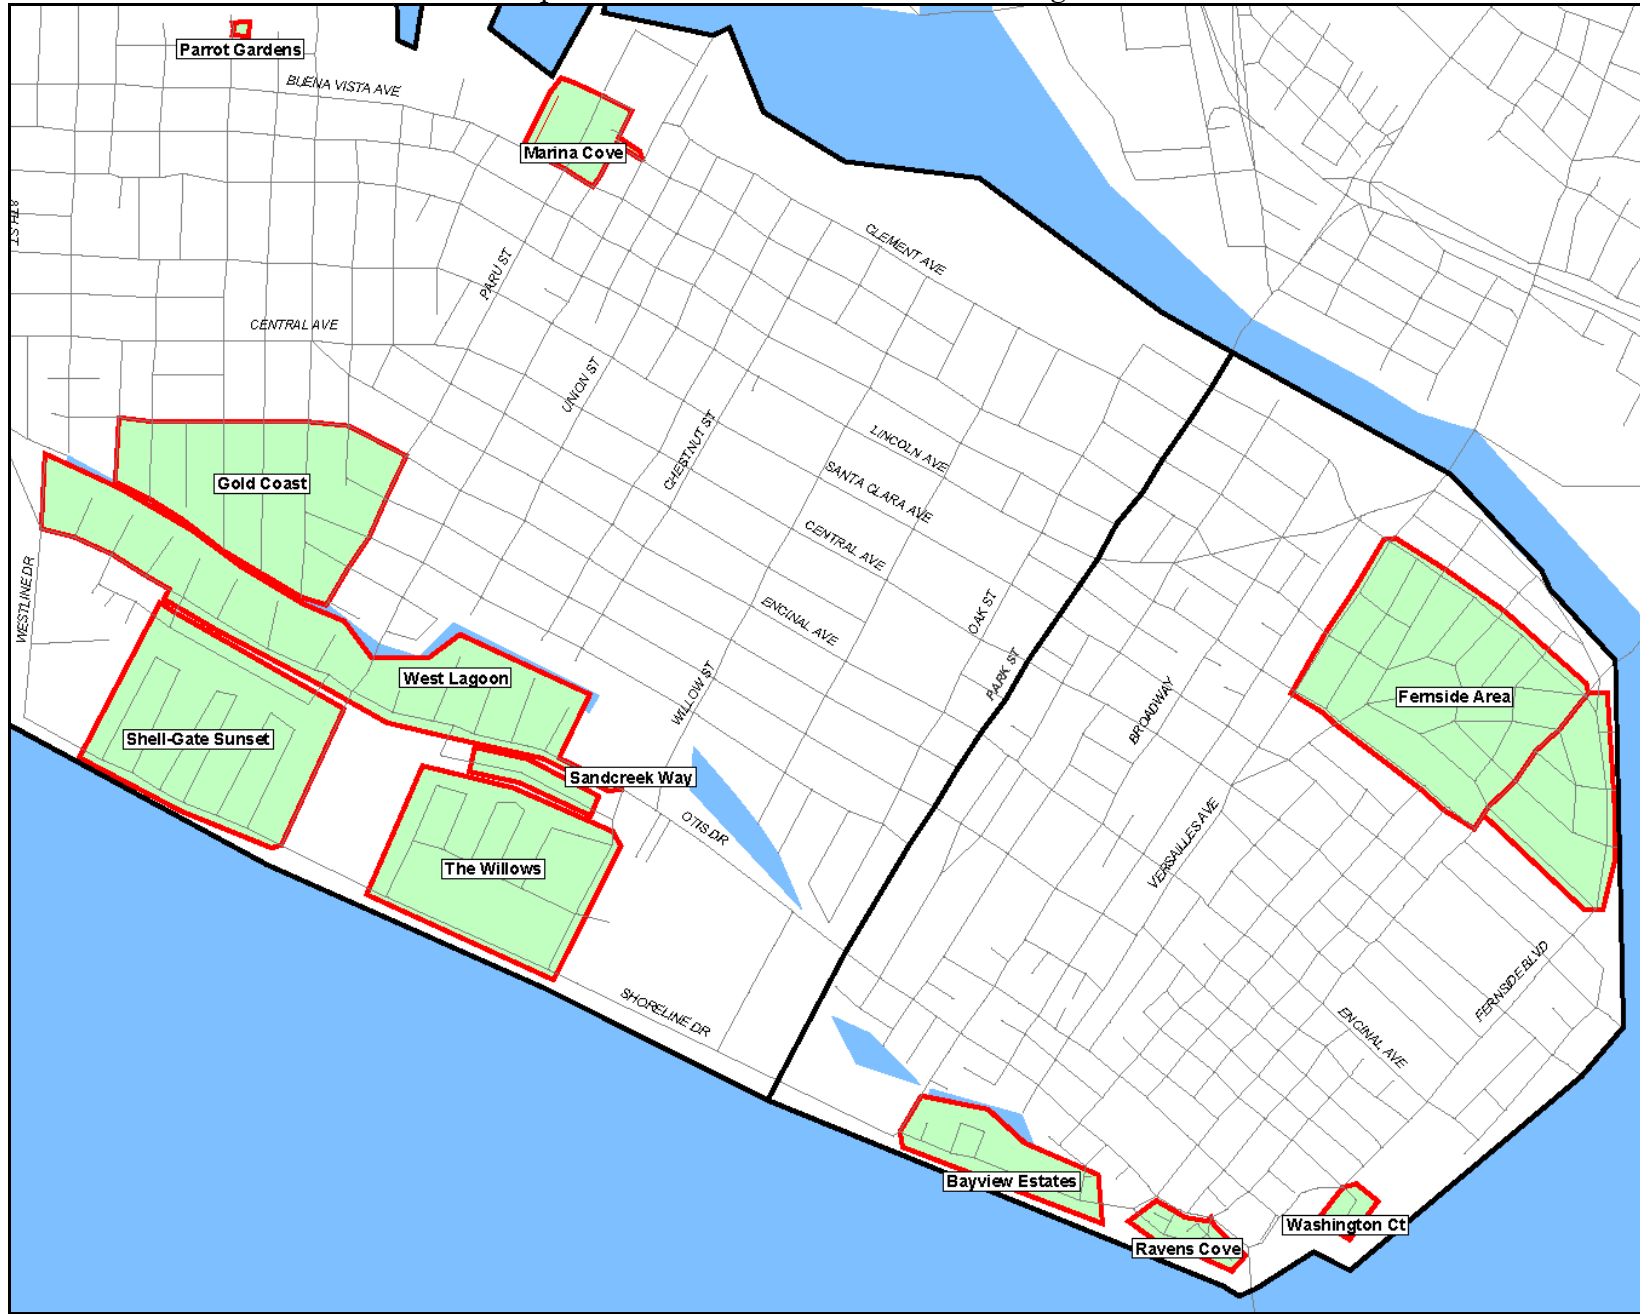 Parrot Gardens
BUENA VISTA AVE
Marina Cove
8TH ST
CLEMENT AVE
PARU ST
CENTRAL AVE
UNION ST
CHESTNUT ST
LINCOLN AVE
SANTA CLARA AVE
Gold Coast
CENTRAL AVE
WESTLINE DR
ENCINAL AVE
OAK ST
PARK ST
West Lagoon
WILLOW ST
BROADWAY
Fernside Area
Shell-Gate Sunset
Sandcreek Way
OTIS DR
VERSAILLES AVE
The Willows
SHORELINE DR
FERNSIDE BLVD
ENCINAL AVE
Bayview Estates
Washington Ct
Ravens Cove